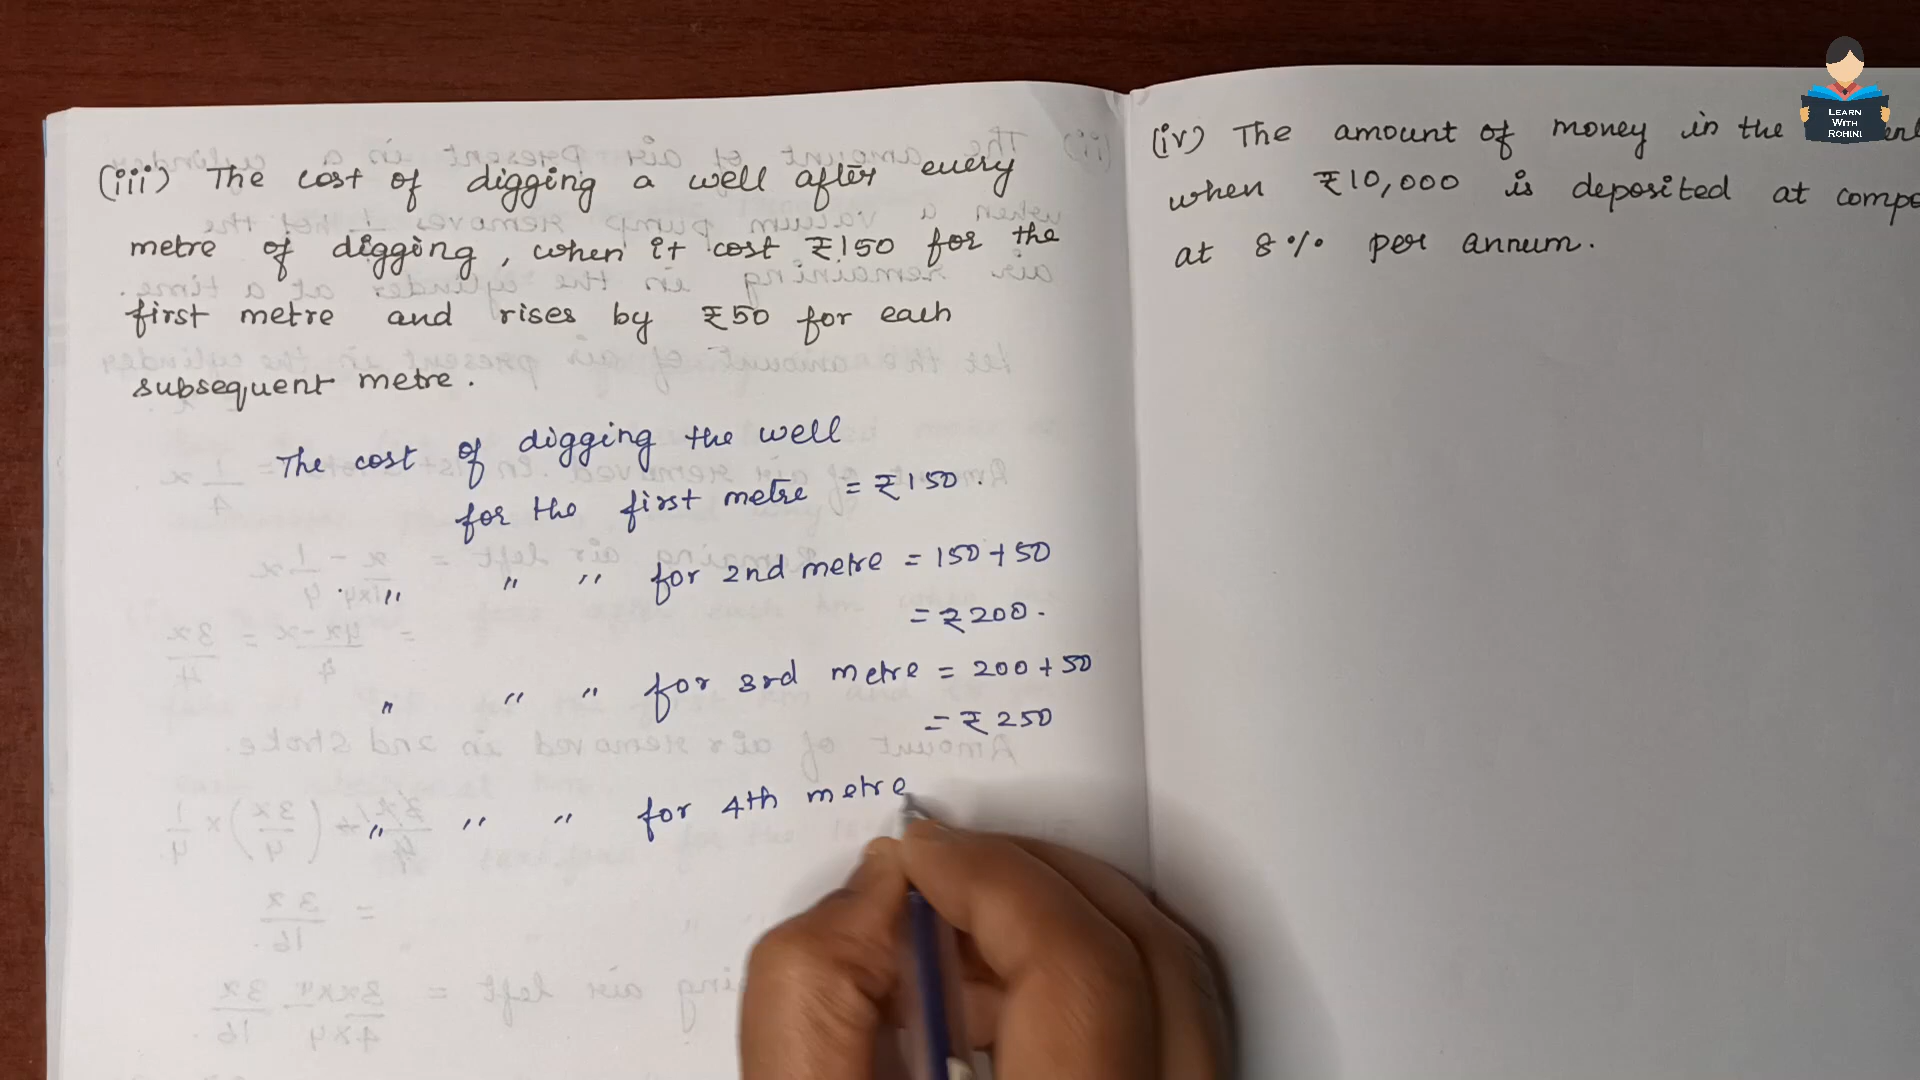 (iii) The cost of digging a well after every
metre of digging, when it cost ₹150 for the
first metre and rises by ₹50 for each
subsequent metre.
The cost of digging the well
for the first metre = ₹150.
" " " for 2nd metre = 150+50
= ₹200.
" " " for 3rd metre = 200+50
= ₹250
" " " for 4th metre
(iv) The amount of money in the
when ₹10,000 is deposited at
at 8% per annum.
LEARN
WITH
ROHINI